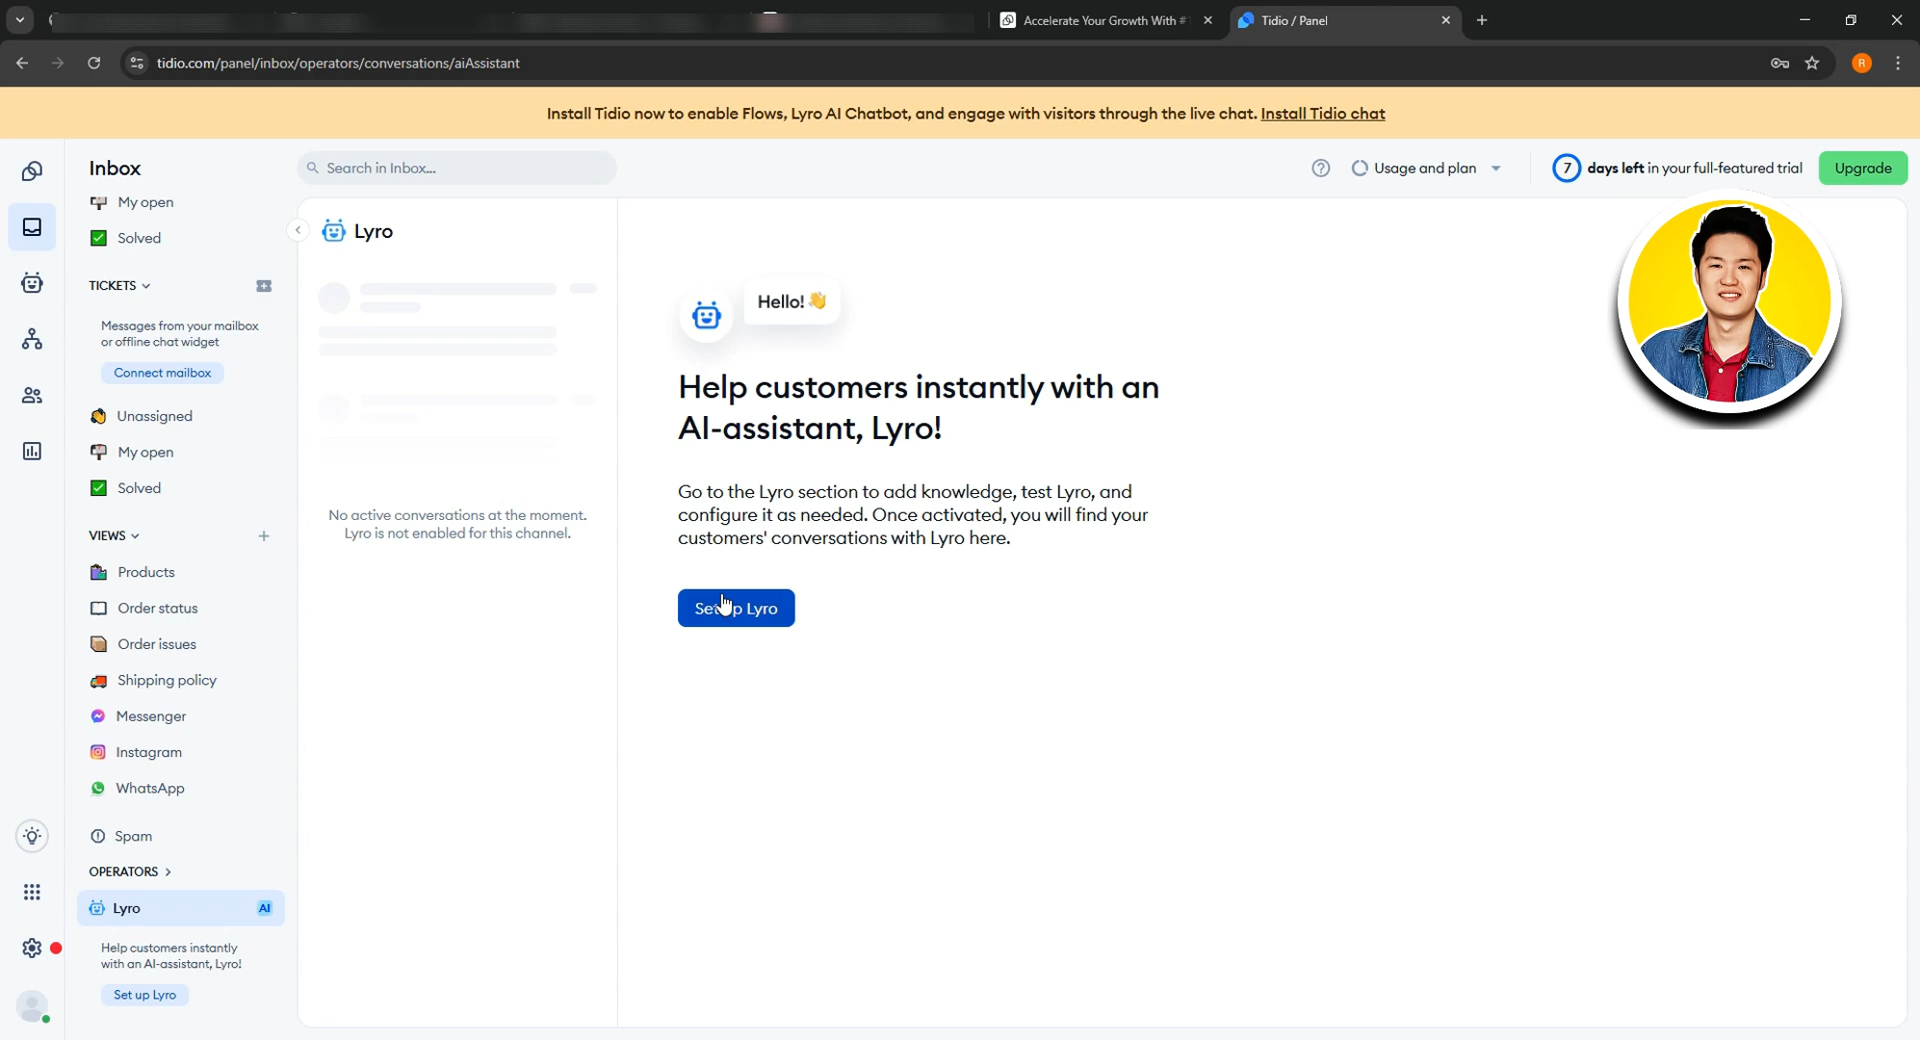 Accelerate Your Growth With #
Tidio / Panel
tidio.com/panel/inbox/operators/conversations/aiAssistant
R
Install Tidio now to enable Flows, Lyro AI Chatbot, and engage with visitors through the live chat. Install Tidio chat
Inbox
Search in Inbox...
Usage and plan
7 days left in your full-featured trial
Upgrade
My open
Solved
TICKETS
Messages from your mailbox
or offline chat widget
Connect mailbox
Unassigned
My open
Solved
VIEWS
Products
Order status
Order issues
Shipping policy
Messenger
Instagram
WhatsApp
Spam
OPERATORS
Lyro
AI
Help customers instantly
with an AI-assistant, Lyro!
Set up Lyro
Lyro
No active conversations at the moment.
Lyro is not enabled for this channel.
Hello! 👋
Help customers instantly with an
AI-assistant, Lyro!
Go to the Lyro section to add knowledge, test Lyro, and
configure it as needed. Once activated, you will find your
customers' conversations with Lyro here.
Set up Lyro